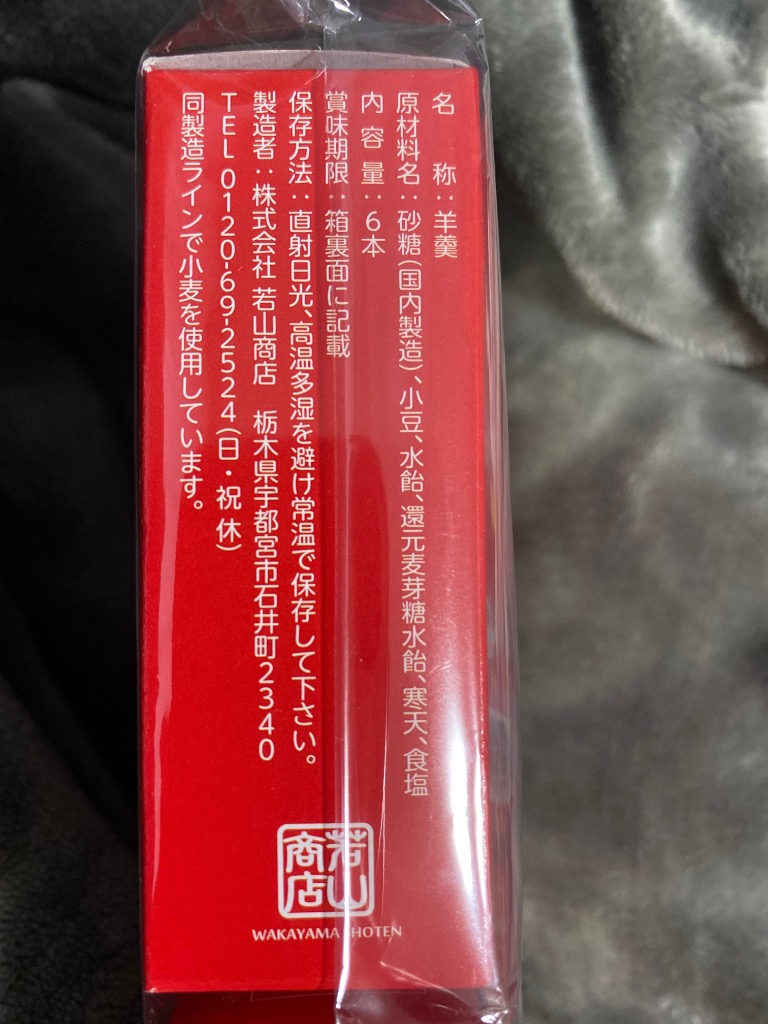 名称：羊羹
原材料名：砂糖（国内製造）、小豆、水飴、還元麦芽糖水飴、寒天、食塩
内容量：6本
賞味期限：箱裏面に記載
保存方法：直射日光、高温多湿を避け常温で保存して下さい。
製造者：株式会社 若山商店 栃木県宇都宮市石井町2340
TEL 0120-69-2524（日・祝 休）
同製造ラインで小麦を使用しています。
若山
商店
WAKAYAMA SHOTEN